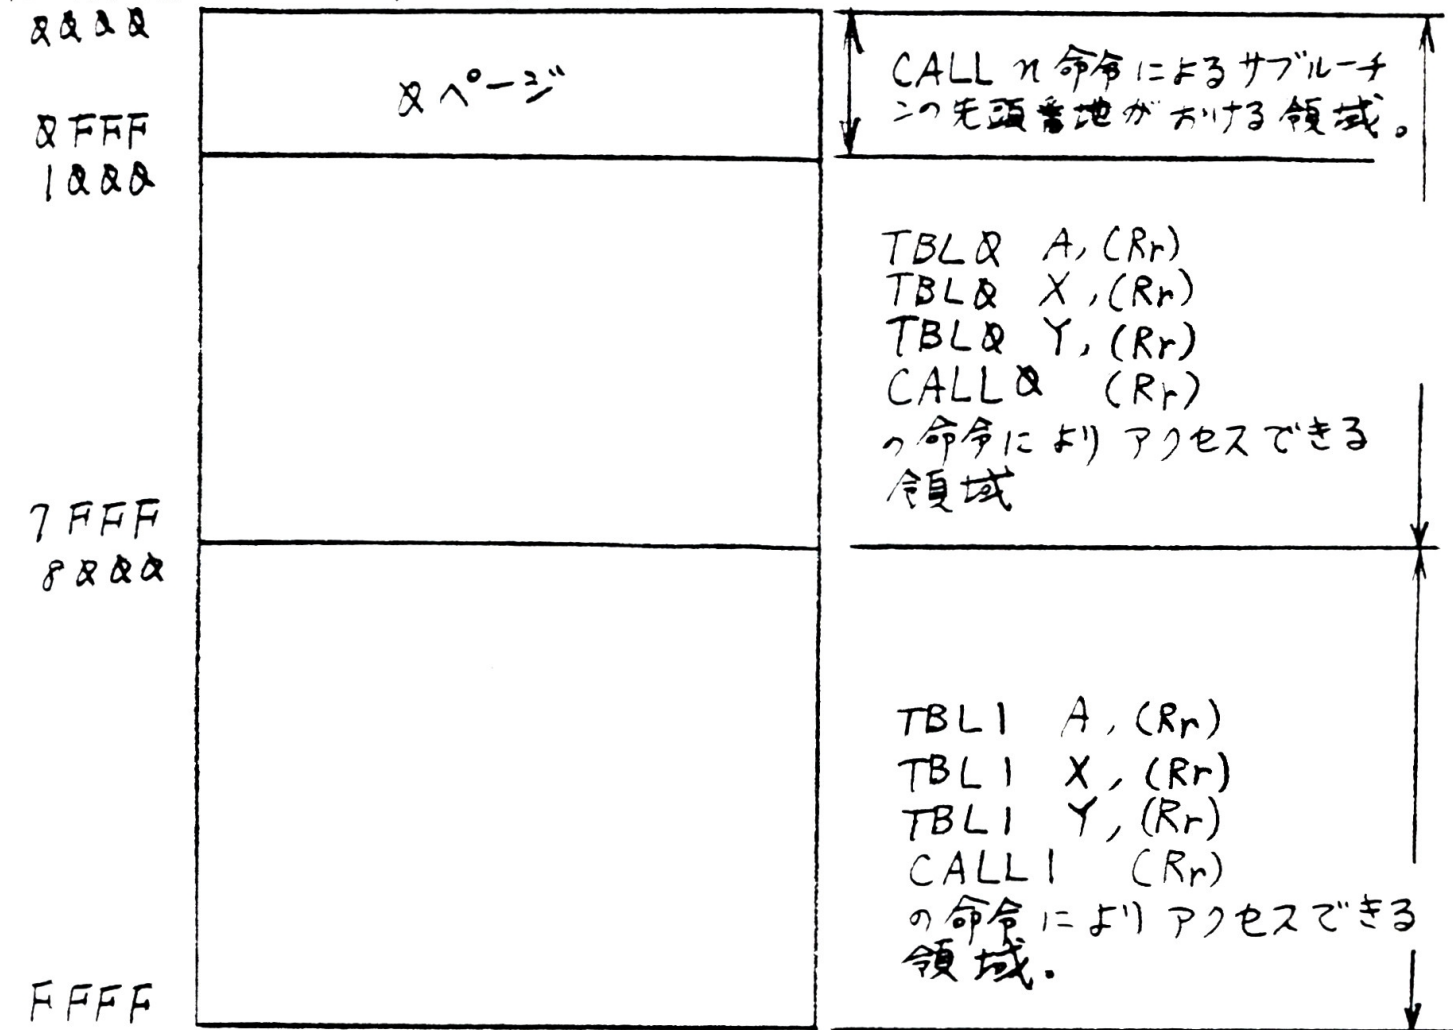 0000
0ページ
0FFF
1000
7FFF
8000
FFFF
CALL n 命令によるサブルーチ
ンの先頭番地がおける領域。
TBL0 A, (Rr)
TBL0 X, (Rr)
TBL0 Y, (Rr)
CALL0 (Rr)
の命令によりアクセスできる
領域
TBL1 A, (Rr)
TBL1 X, (Rr)
TBL1 Y, (Rr)
CALL1 (Rr)
の命令によりアクセスできる
領域.